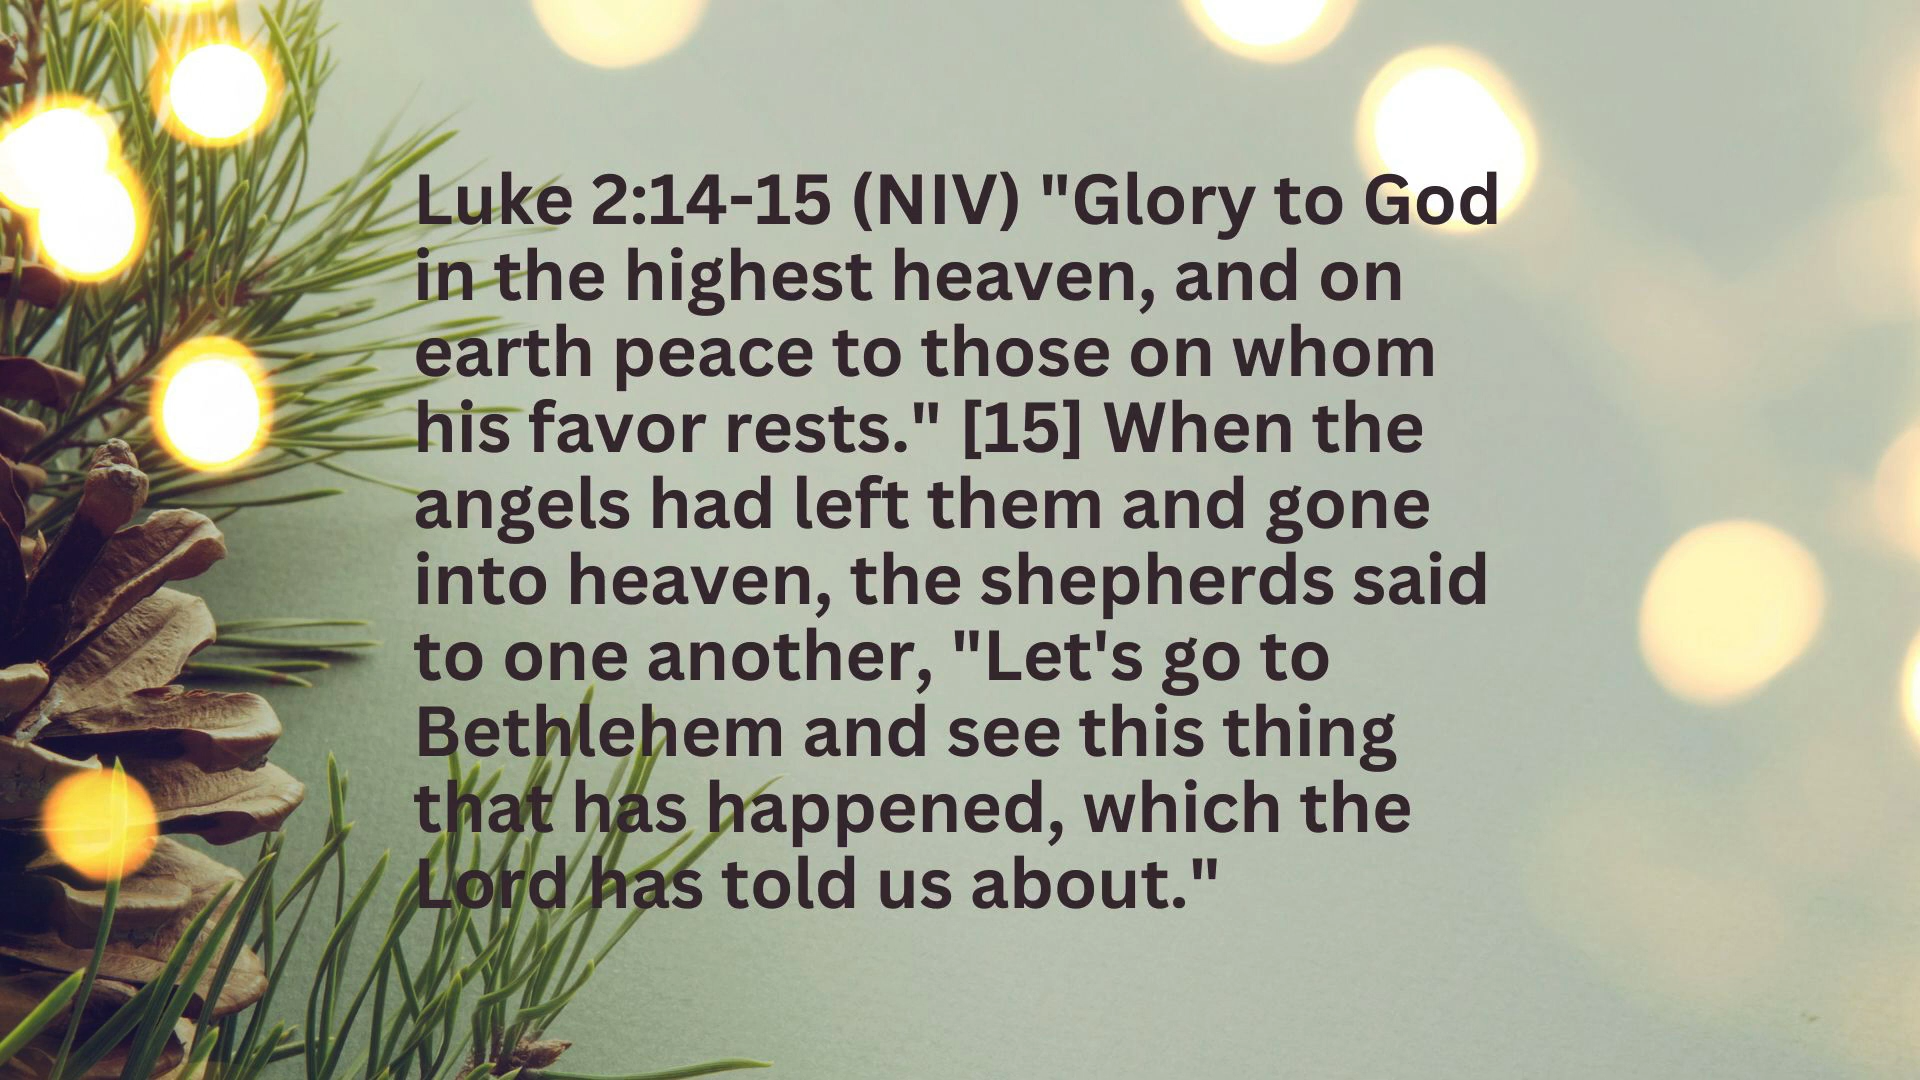 Luke 2:14-15 (NIV) "Glory to God
in the highest heaven, and on
earth peace to those on whom
his favor rests." [15] When the
angels had left them and gone
into heaven, the shepherds said
to one another, "Let's go to
Bethlehem and see this thing
that has happened, which the
Lord has told us about."